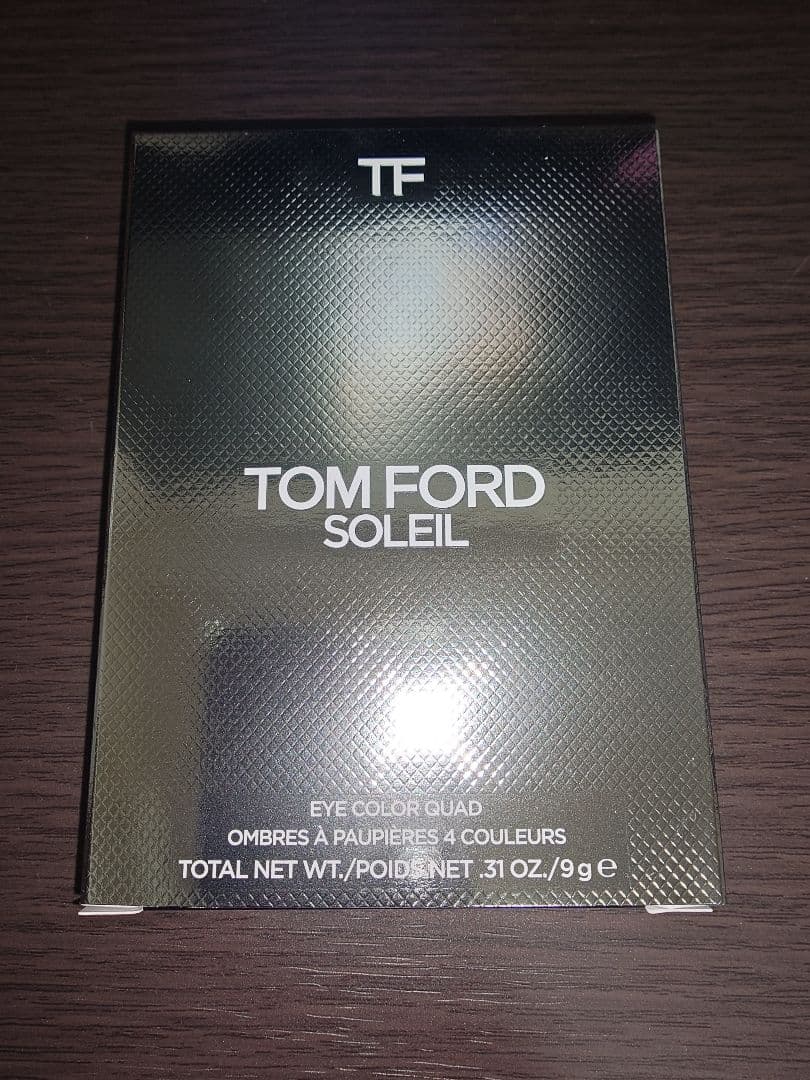 TF
TOM FORD
SOLEIL
EYE COLOR QUAD
OMBRES À PAUPIÈRES 4 COULEURS
TOTAL NET WT./POIDS NET .31 OZ./9 g ℮